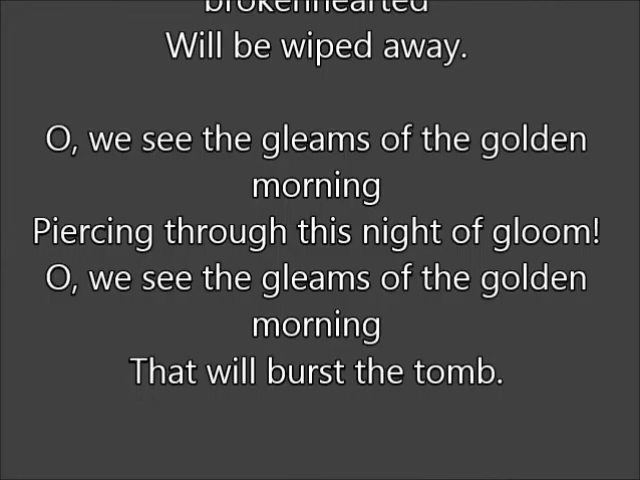 brokenhearted
Will be wiped away.
O, we see the gleams of the golden
morning
Piercing through this night of gloom!
O, we see the gleams of the golden
morning
That will burst the tomb.